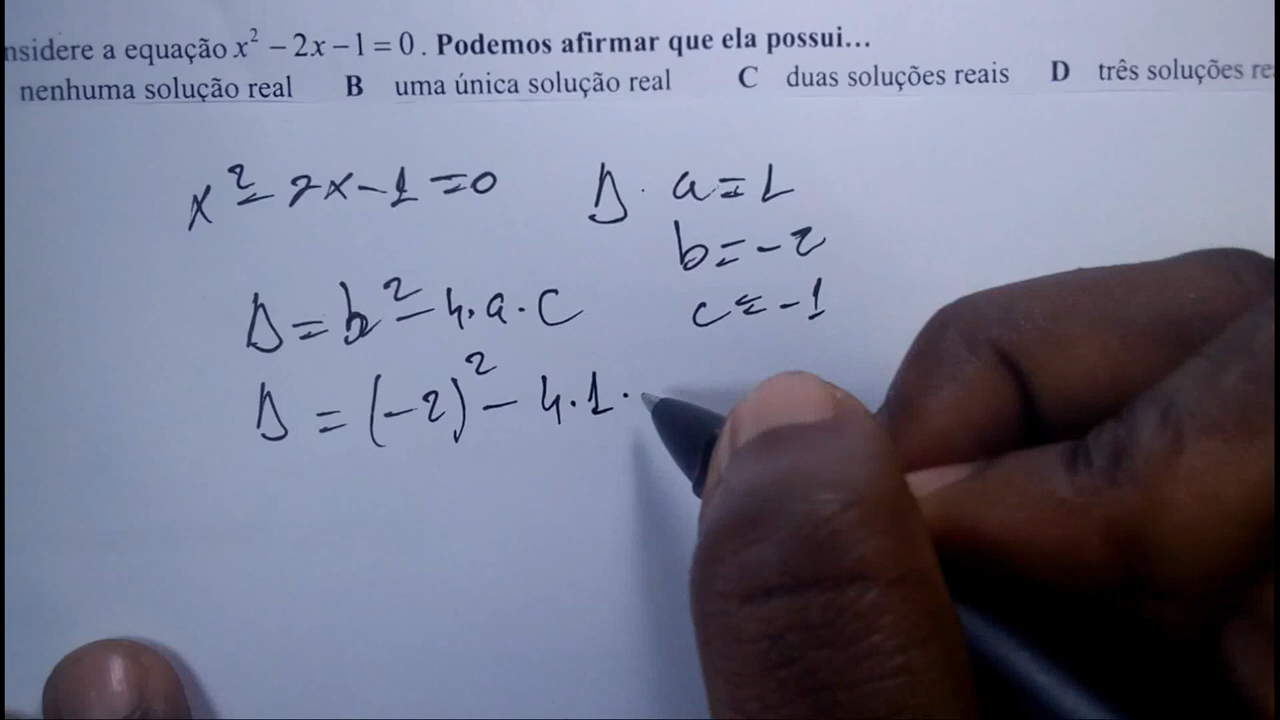 nsidere a equação x² − 2x − 1 = 0. Podemos afirmar que ela possui...
nenhuma solução real B uma única solução real C duas soluções reais D três soluções re
x² − 2x − 1 = 0 Δ. a = 1
b = −2
Δ = b² − 4.a.c c = −1
Δ = (−2)² − 4.1.